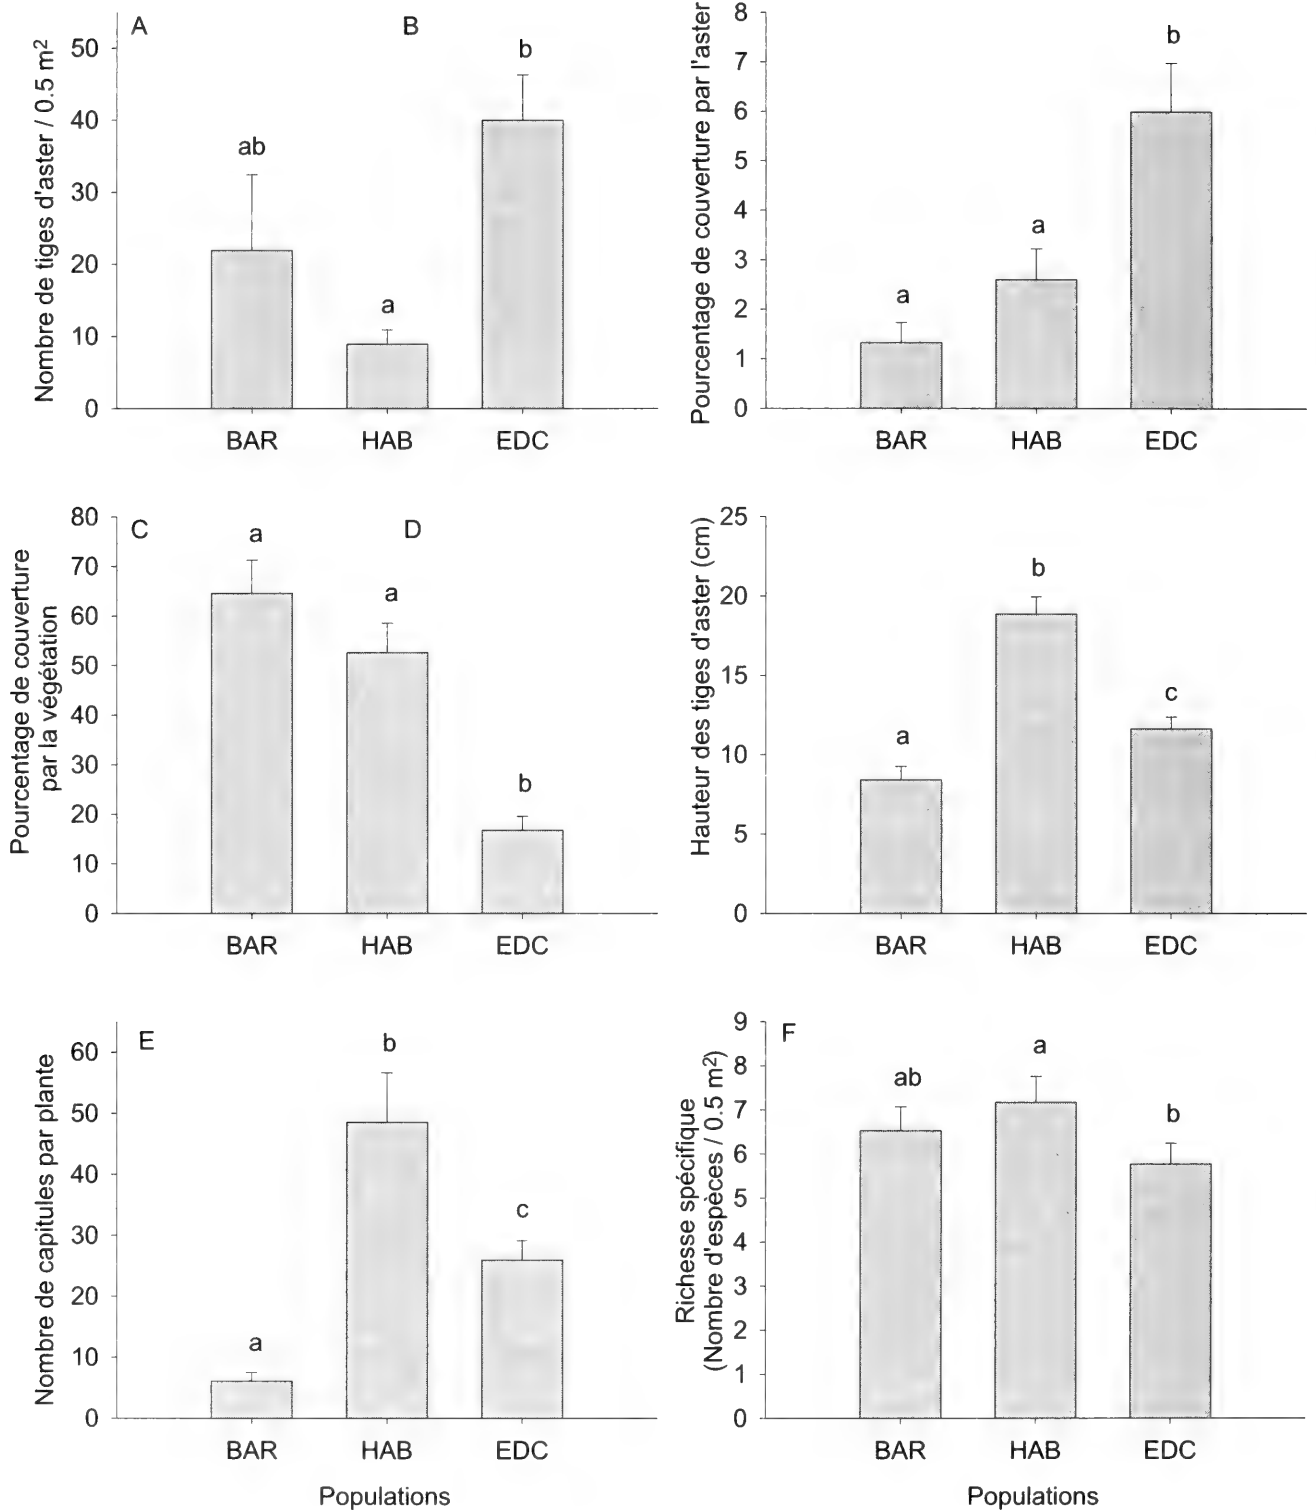 A
B
Nombre de tiges d'aster / 0.5 m²
50
40
30
20
10
0
ab
a
b
BAR HAB EDC
Pourcentage de couverture par l'aster
8
7
6
5
4
3
2
1
0
a
a
b
BAR HAB EDC
C
D
Pourcentage de couverture
par la végétation
80
70
60
50
40
30
20
10
0
a
a
b
BAR HAB EDC
Hauteur des tiges d'aster (cm)
25
20
15
10
5
0
a
b
c
BAR HAB EDC
E
Nombre de capitules par plante
60
50
40
30
20
10
0
a
b
c
BAR HAB EDC
Populations
F
Richesse spécifique
(Nombre d'espèces / 0.5 m²)
9
8
7
6
5
4
3
2
1
0
ab
a
b
BAR HAB EDC
Populations